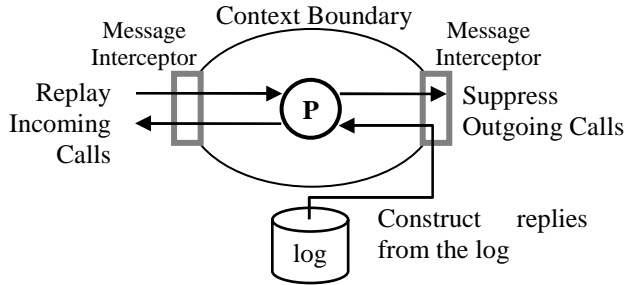 Context Boundary
Message
Interceptor
Message
Interceptor
Replay
Incoming
Calls
P
Suppress
Outgoing Calls
Construct replies
from the log
log